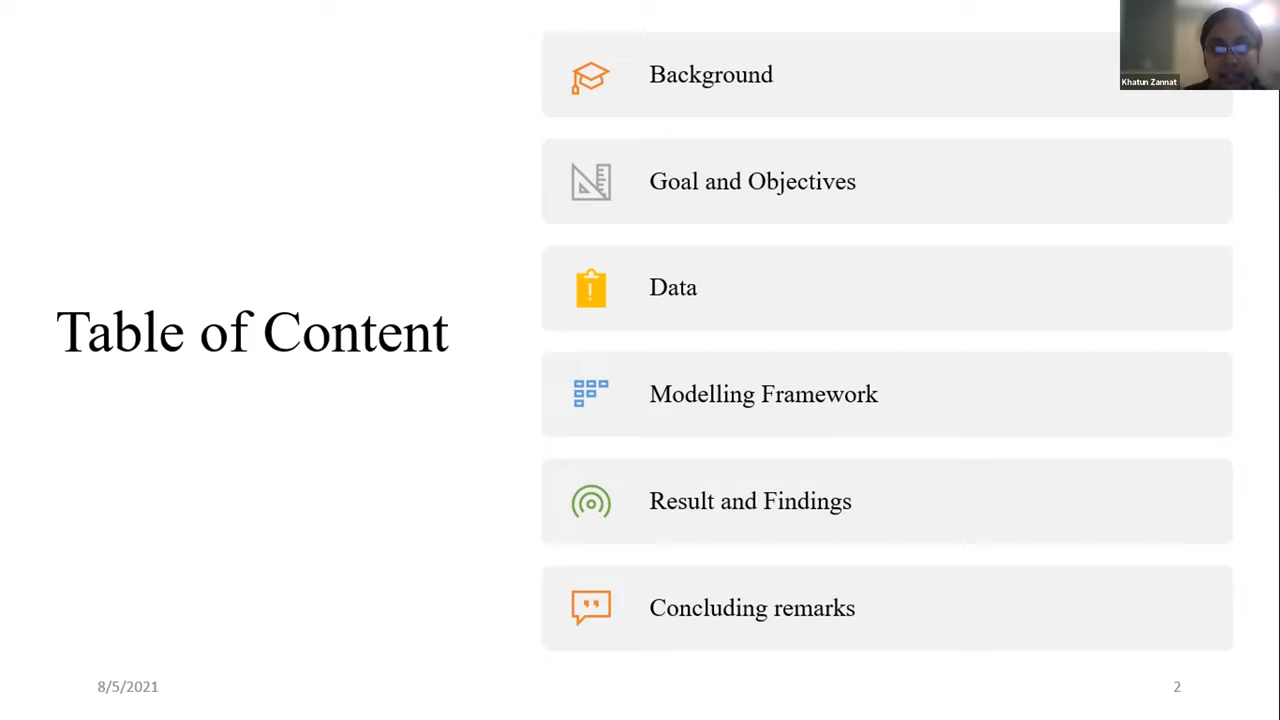 Table of Content
Background
Goal and Objectives
Data
Modelling Framework
Result and Findings
Concluding remarks
Khatun Zannat
8/5/2021
2